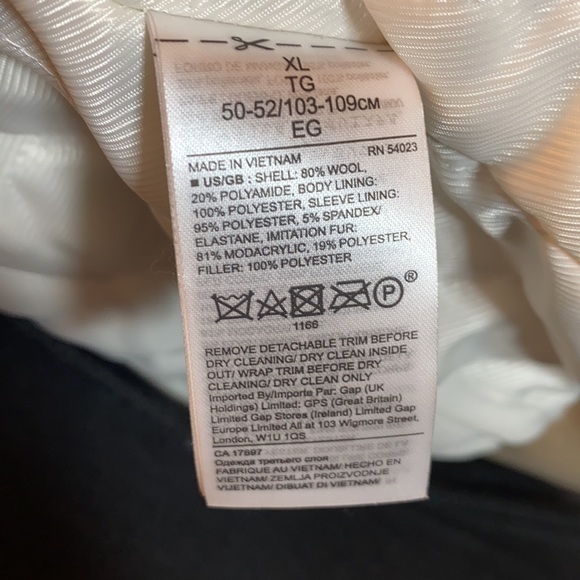 XL
TG
50-52/103-109CM
EG
MADE IN VIETNAM RN 54023
■ US/GB : SHELL: 80% WOOL,
20% POLYAMIDE, BODY LINING:
100% POLYESTER, SLEEVE LINING:
95% POLYESTER, 5% SPANDEX/
ELASTANE, IMITATION FUR:
81% MODACRYLIC, 19% POLYESTER,
FILLER: 100% POLYESTER
P ®
1166
REMOVE DETACHABLE TRIM BEFORE
DRY CLEANING/ DRY CLEAN INSIDE
OUT/ WRAP TRIM BEFORE DRY
CLEANING/ DRY CLEAN ONLY
Imported By/Importe Par: Gap (UK
Holdings) Limited: GPS (Great Britain)
Limited Gap Stores (Ireland) Limited Gap
Europe Limited All at 103 Wigmore Street,
London, W1U 1QS
CA 17897
Одежда третьего слоя
FABRIQUE AU VIETNAM/ HECHO EN
VIETNAM/ ZEMLJA PROIZVODNJE
VIJETNAM/ DIBUAT DI VIETNAM/